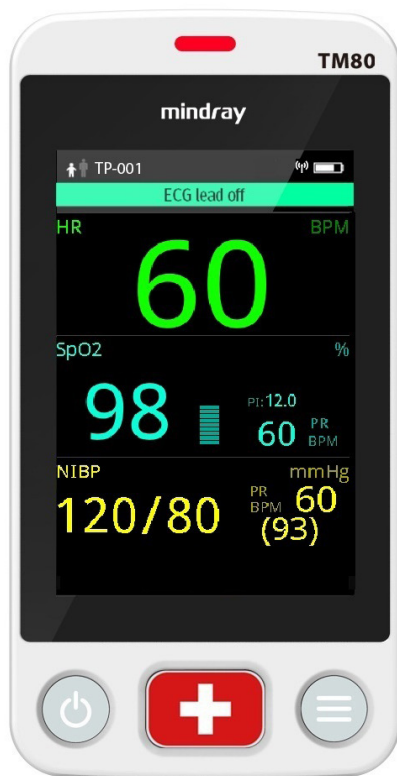 TM80
mindray
TP-001
ECG lead off
HR BPM
60
SpO2 %
98 PI:12.0
60 PR BPM
NIBP mmHg
120/80 PR BPM 60
(93)